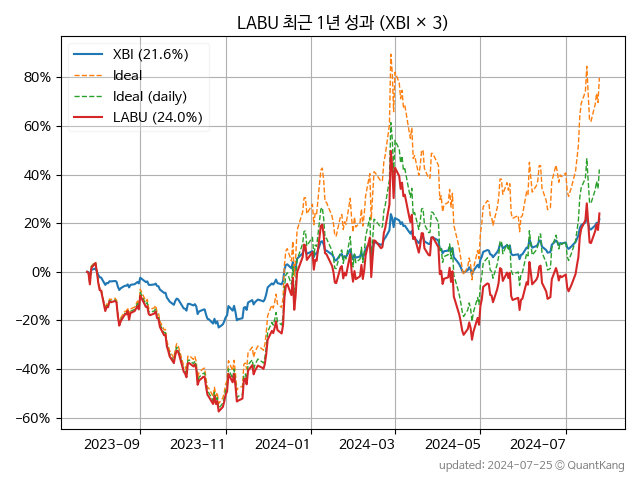 LABU 최근 1년 성과 (XBI × 3)
XBI (21.6%)
Ideal
Ideal (daily)
LABU (24.0%)
80%
60%
40%
20%
0%
−20%
−40%
−60%
2023−09 2023−11 2024−01 2024−03 2024−05 2024−07
updated: 2024-07-25 ⓒ QuantKang